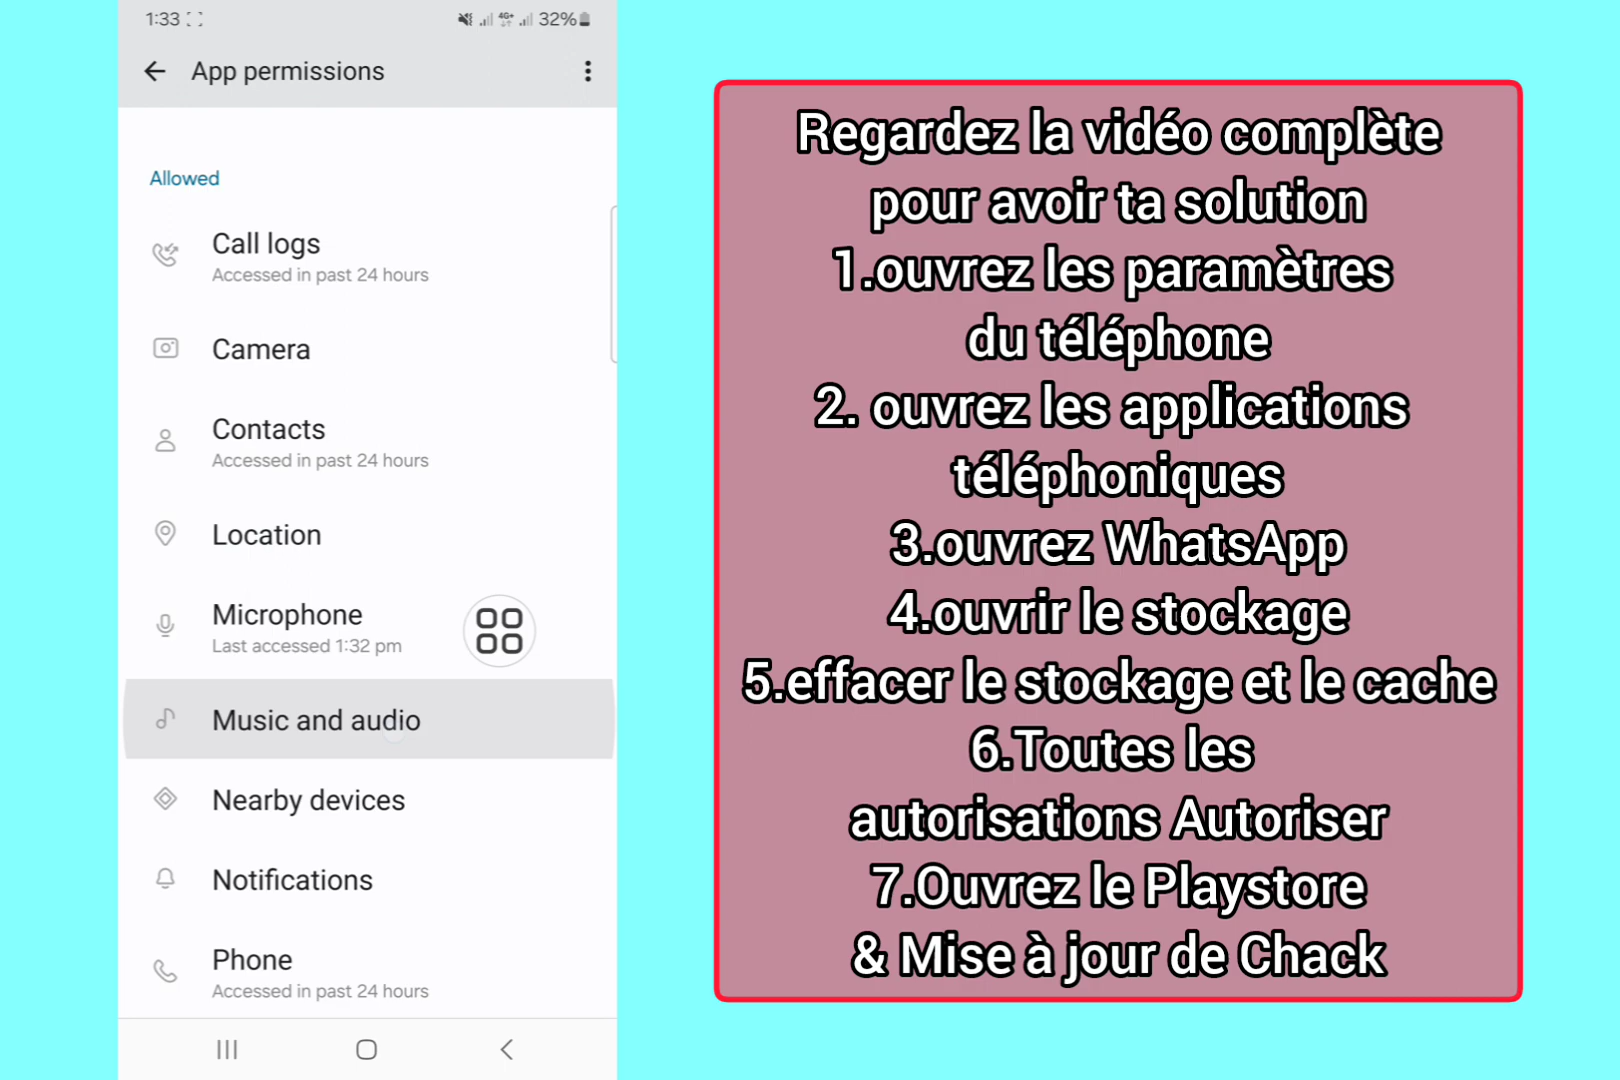 1:33
4G+
32%
App permissions
Allowed
Call logs
Accessed in past 24 hours
Camera
Contacts
Accessed in past 24 hours
Location
Microphone
Last accessed 1:32 pm
Music and audio
Nearby devices
Notifications
Phone
Accessed in past 24 hours
Regardez la vidéo complète
pour avoir ta solution
1.ouvrez les paramètres
du téléphone
2. ouvrez les applications
téléphoniques
3.ouvrez WhatsApp
4.ouvrir le stockage
5.effacer le stockage et le cache
6.Toutes les
autorisations Autoriser
7.Ouvrez le Playstore
& Mise à jour de Chack